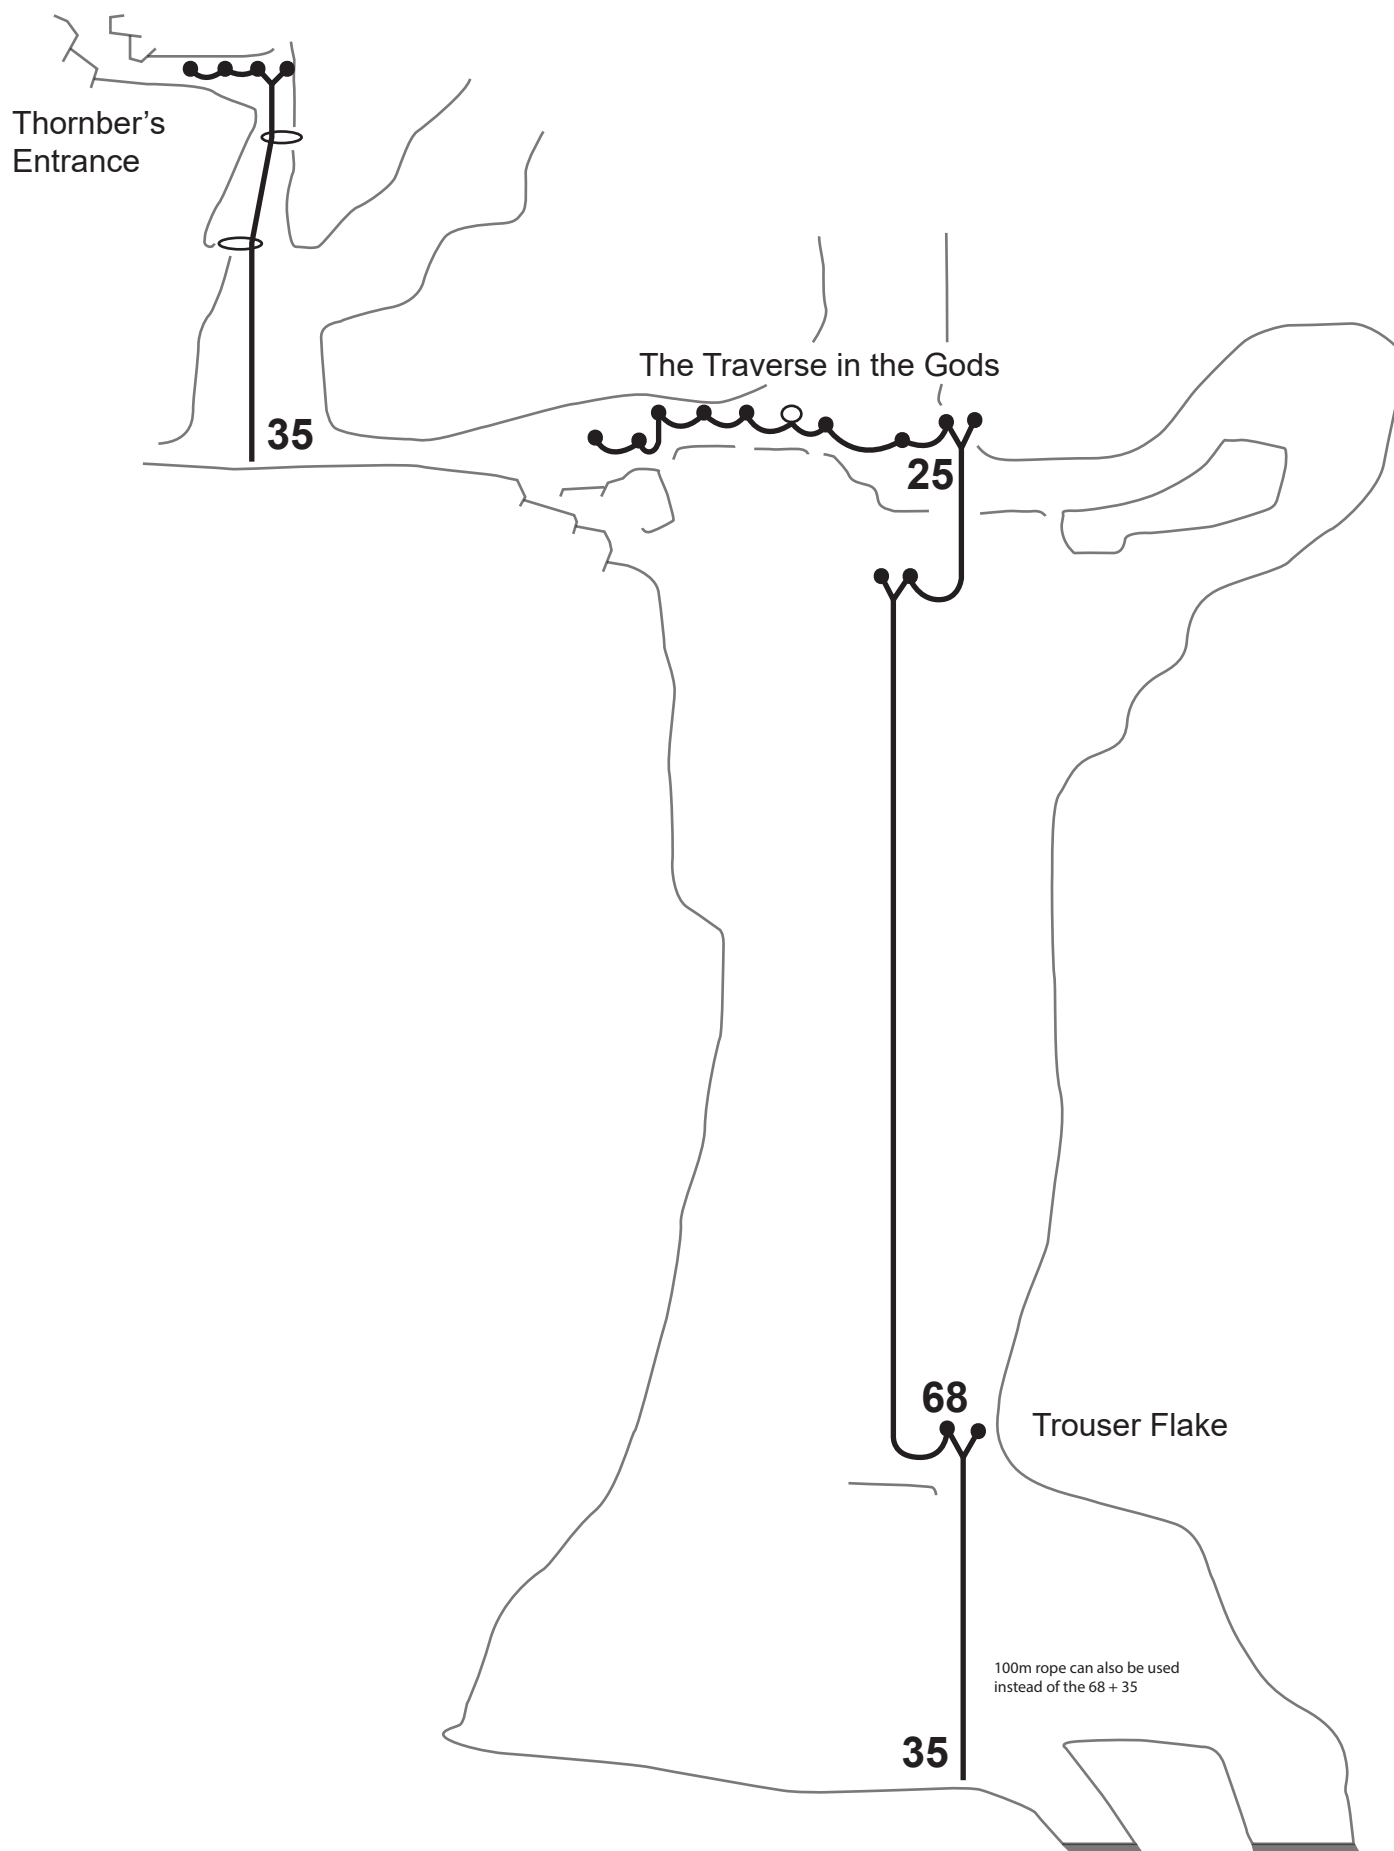 Thornber’s
Entrance
The Traverse in the Gods
35
25
68
Trouser Flake
100m rope can also be used
instead of the 68 + 35
35